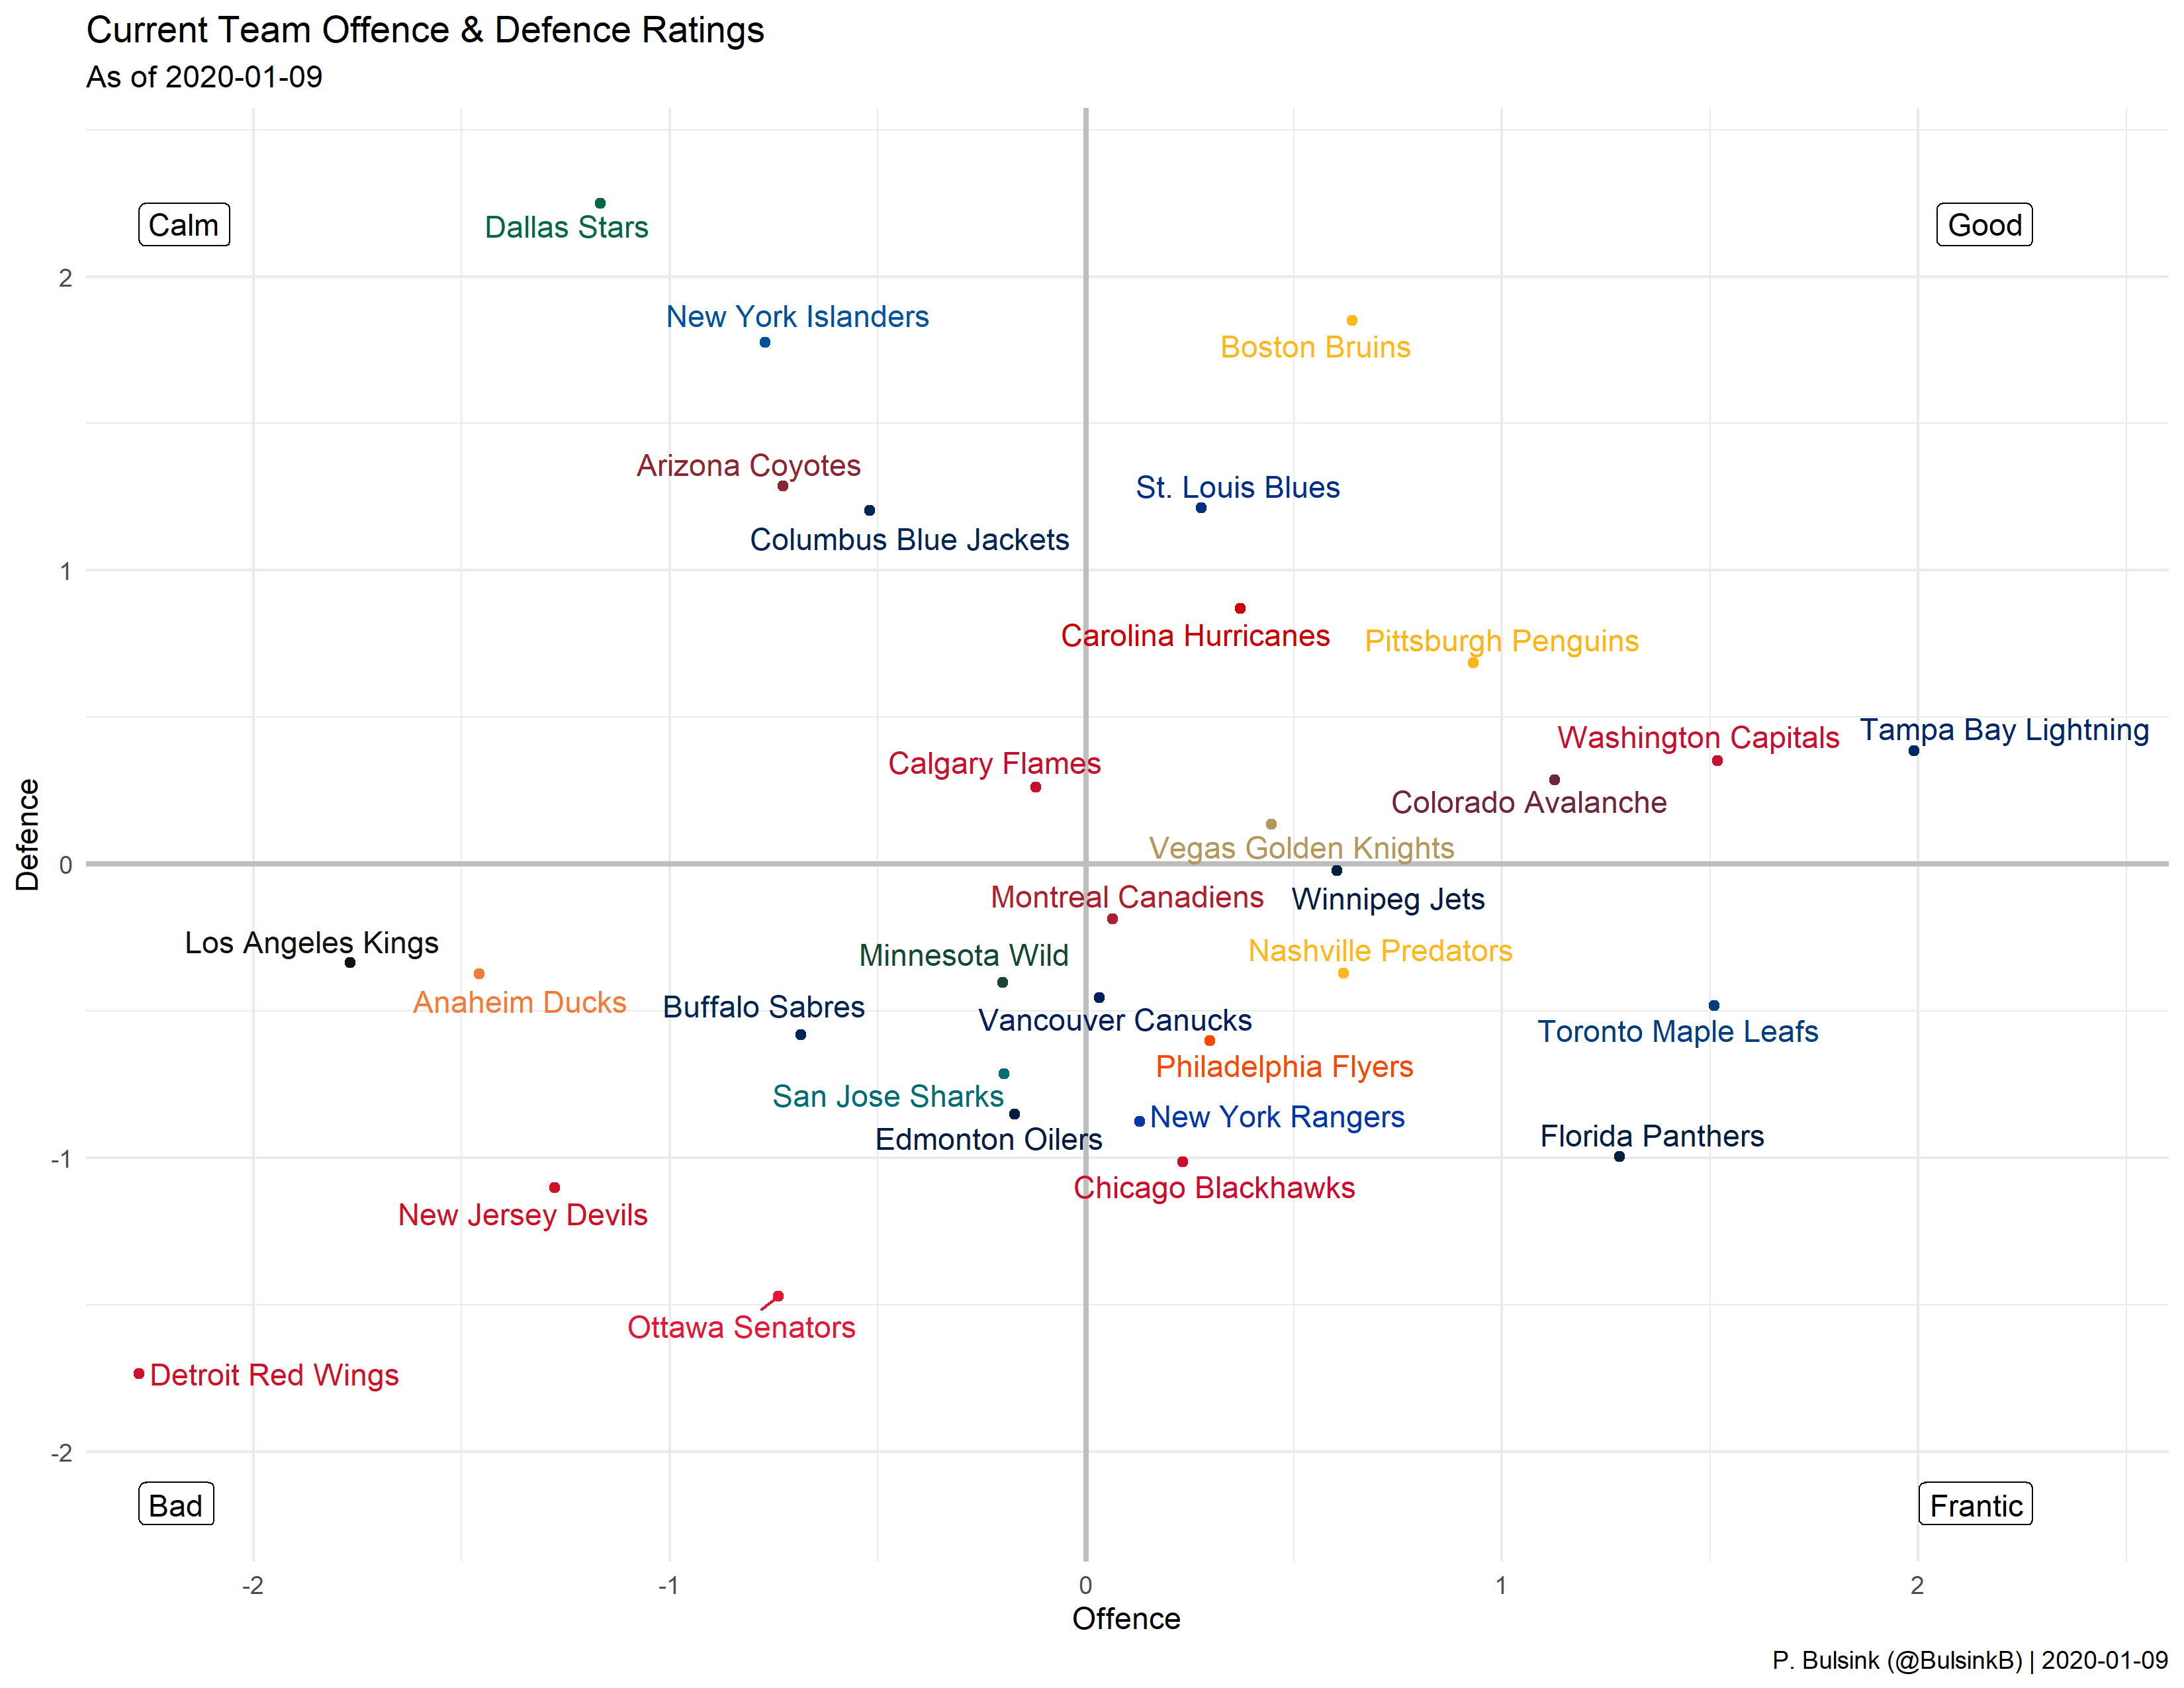 Current Team Offence & Defence Ratings
As of 2020-01-09
Calm
Good
Dallas Stars
2
New York Islanders
Boston Bruins
Arizona Coyotes
St. Louis Blues
Columbus Blue Jackets
1
Carolina Hurricanes
Pittsburgh Penguins
Tampa Bay Lightning
Washington Capitals
Calgary Flames
Colorado Avalanche
Vegas Golden Knights
0
Defence
Montreal Canadiens
Winnipeg Jets
Los Angeles Kings
Nashville Predators
Minnesota Wild
Anaheim Ducks
Buffalo Sabres
Vancouver Canucks
Toronto Maple Leafs
Philadelphia Flyers
San Jose Sharks
New York Rangers
Edmonton Oilers
Florida Panthers
-1
Chicago Blackhawks
New Jersey Devils
Ottawa Senators
Detroit Red Wings
-2
Bad
Frantic
-2
-1
0
1
2
Offence
P. Bulsink (@BulsinkB) | 2020-01-09